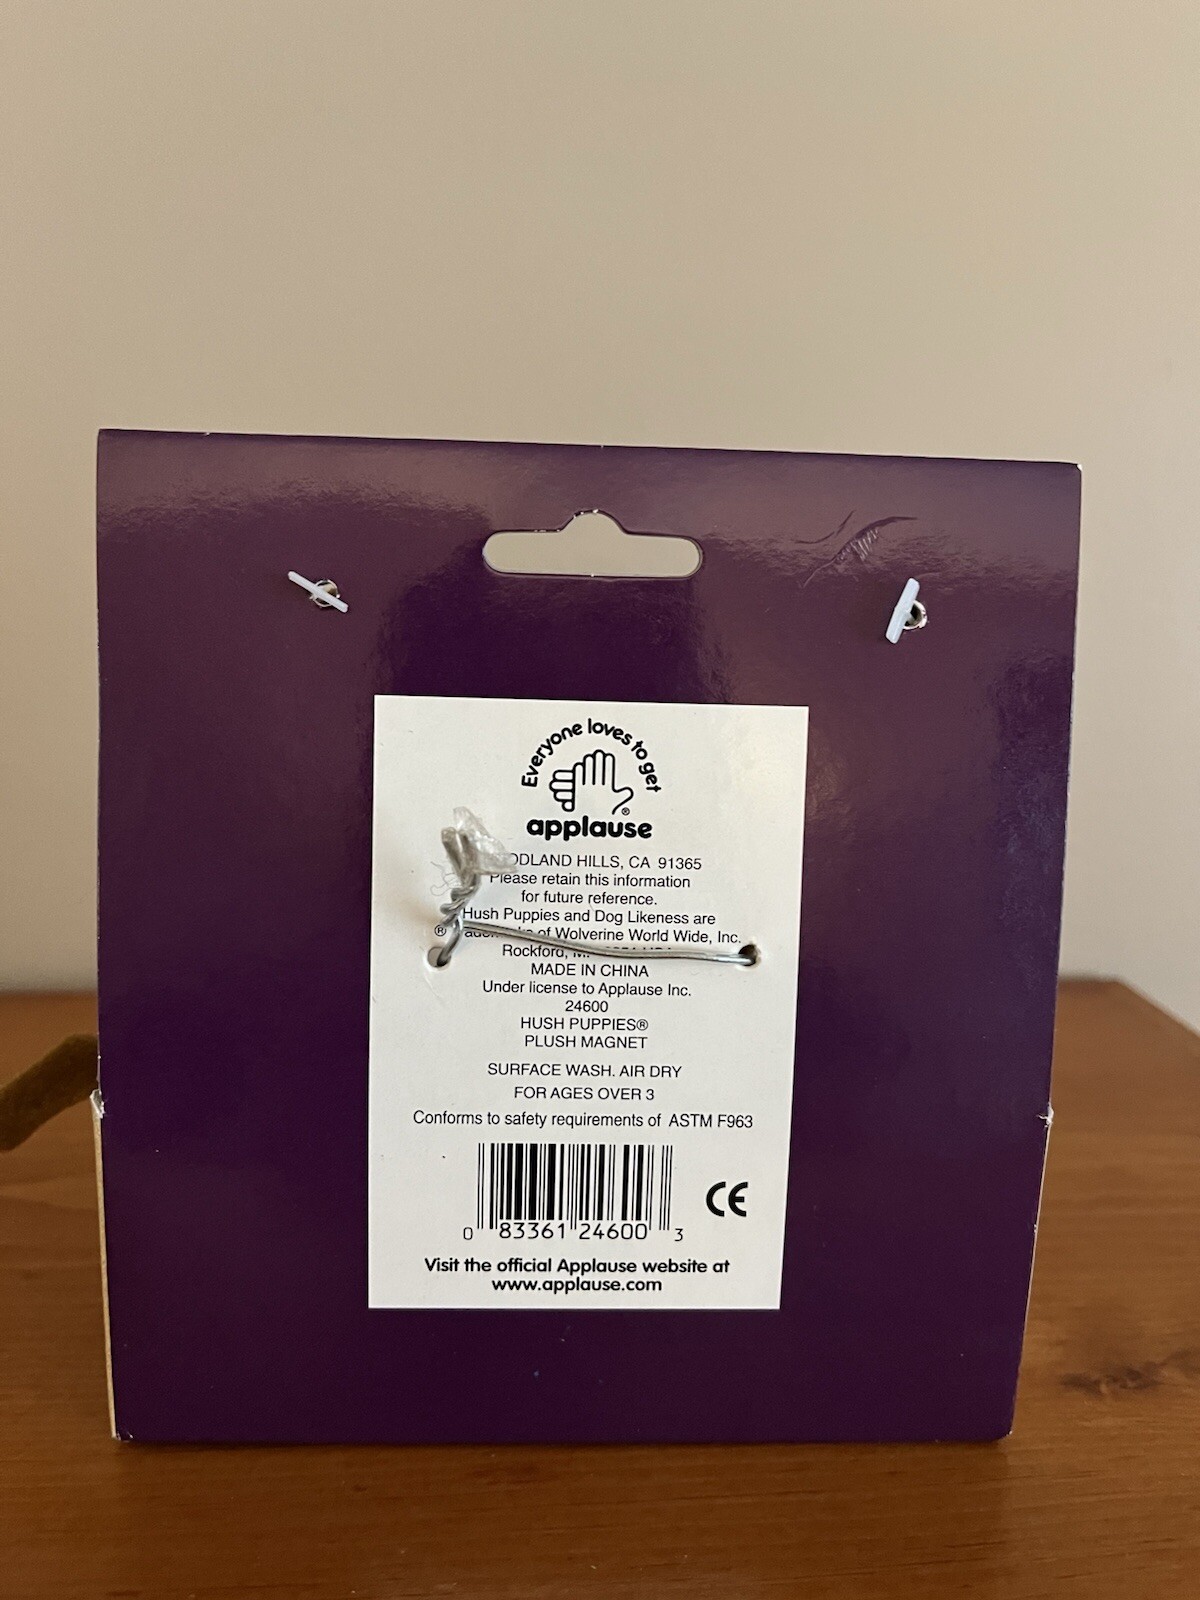 Everyone loves to get
applause
®
ODLAND HILLS, CA 91365
Please retain this information
for future reference.
Hush Puppies and Dog Likeness are
® of Wolverine World Wide, Inc.
Rockford,
MADE IN CHINA
Under license to Applause Inc.
24600
HUSH PUPPIES®
PLUSH MAGNET
SURFACE WASH. AIR DRY
FOR AGES OVER 3
Conforms to safety requirements of ASTM F963
CE
0 83361 24600 3
Visit the official Applause website at
www.applause.com